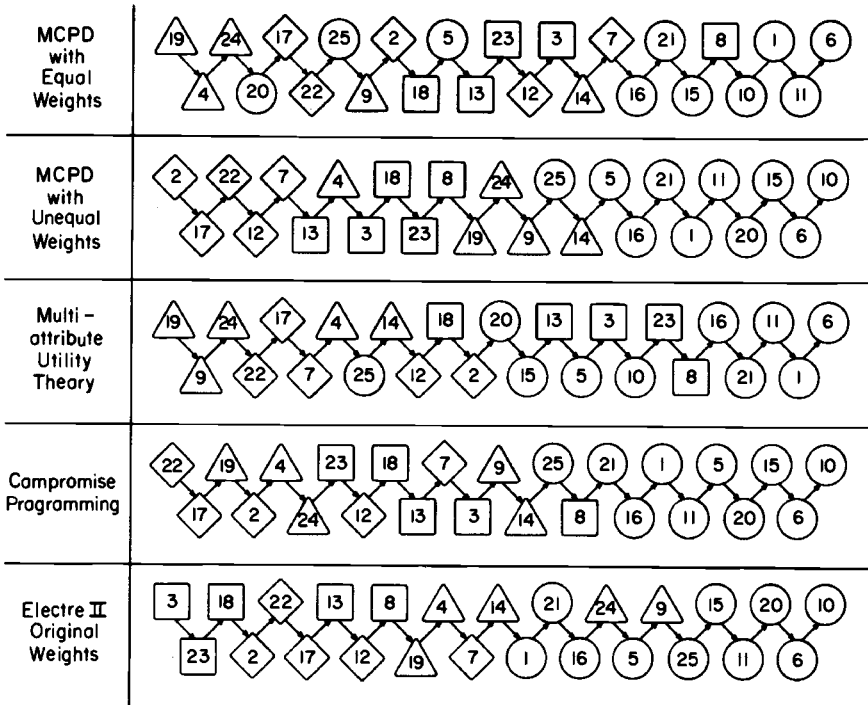 MCPD
with
Equal
Weights
19 24 17 25 2 5 23 3 7 21 8 1 6
4 20 22 9 18 13 12 14 16 15 10 11
MCPD
with
Unequal
Weights
2 22 7 4 18 8 24 25 5 21 11 15 10
17 12 13 3 23 19 9 14 16 1 20 6
Multi-
attribute
Utility
Theory
19 24 17 4 14 18 20 13 3 23 16 11 6
9 22 7 25 12 2 15 5 10 8 21 1
Campromise
Programming
22 19 4 23 18 7 9 25 21 1 5 15 10
17 2 24 12 13 3 14 8 16 11 20 6
Electre II
Original
Weights
3 18 22 13 8 4 14 21 24 9 15 20 10
23 2 17 12 19 7 1 16 5 25 11 6